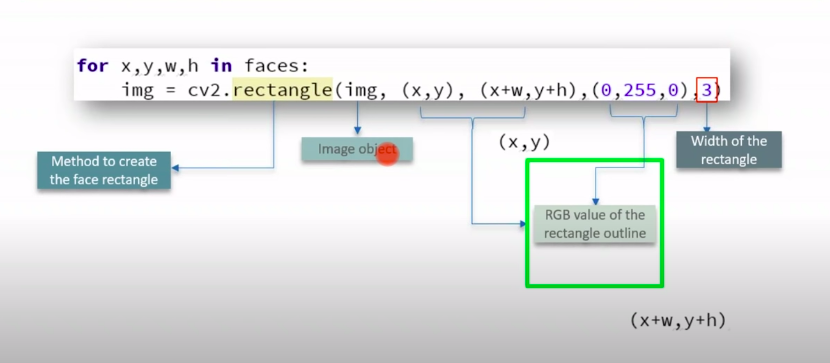 for x,y,w,h in faces:
img = cv2.rectangle(img, (x,y), (x+w,y+h),(0,255,0),3)
Method to create
the face rectangle
Image object
(x,y)
Width of the
rectangle
RGB value of the
rectangle outline
(x+w,y+h)